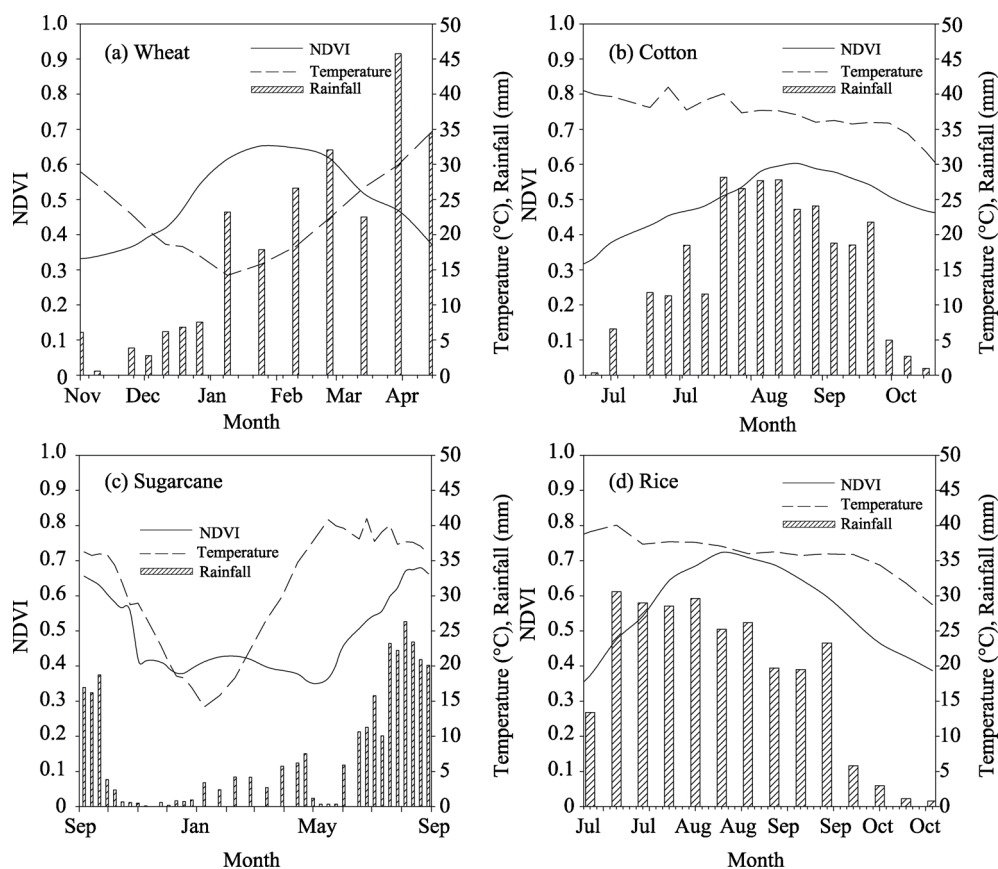 (a) Wheat
NDVI
Temperature
Rainfall
1.0
0.9
0.8
0.7
0.6
0.5
0.4
0.3
0.2
0.1
0
NDVI
50
45
40
35
30
25
20
15
10
5
0
Temperature (°C), Rainfall (mm)
Nov Dec Jan Feb Mar Apr
Month
(b) Cotton
NDVI
Temperature
Rainfall
1.0
0.9
0.8
0.7
0.6
0.5
0.4
0.3
0.2
0.1
0
NDVI
50
45
40
35
30
25
20
15
10
5
0
Temperature (°C), Rainfall (mm)
Jul Jul Aug Sep Oct
Month
(c) Sugarcane
NDVI
Temperature
Rainfall
1.0
0.9
0.8
0.7
0.6
0.5
0.4
0.3
0.2
0.1
0
NDVI
50
45
40
35
30
25
20
15
10
5
0
Temperature (°C), Rainfall (mm)
Sep Jan May Sep
Month
(d) Rice
NDVI
Temperature
Rainfall
1.0
0.9
0.8
0.7
0.6
0.5
0.4
0.3
0.2
0.1
0
NDVI
50
45
40
35
30
25
20
15
10
5
0
Temperature (°C), Rainfall (mm)
Jul Jul Aug Aug Sep Sep Oct Oct
Month